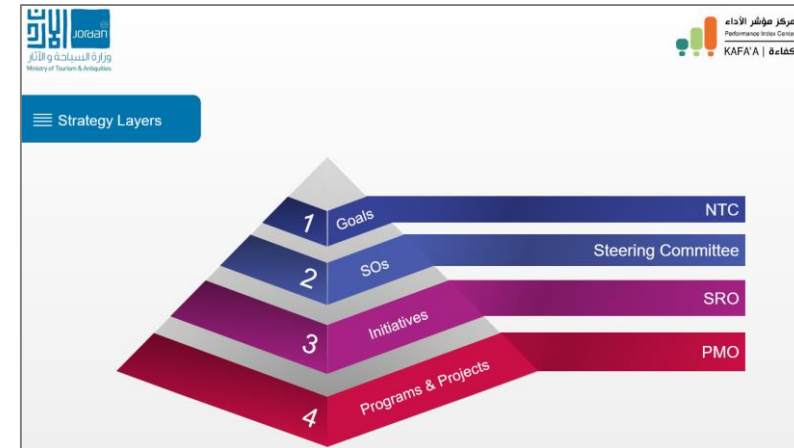 الأردن
Jordan
وزارة السياحة والآثار
Ministry of Tourism & Antiquities
مركز مؤشر الأداء
Performance Index Center
KAFA'A | كفاءة
Strategy Layers
1 Goals NTC
2 SOs Steering Committee
3 Initiatives SRO
4 Programs & Projects PMO